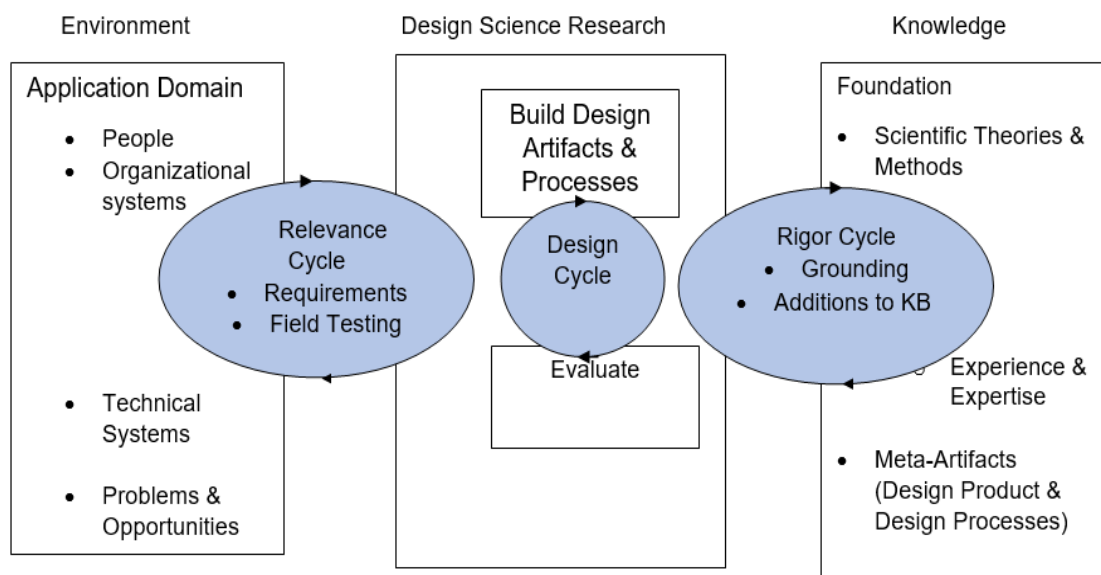 Environment
Design Science Research
Knowledge
Application Domain
• People
• Organizational
systems
• Technical
Systems
• Problems &
Opportunities
Relevance
Cycle
• Requirements
• Field Testing
Build Design
Artifacts &
Processes
Design
Cycle
Evaluate
Rigor Cycle
• Grounding
• Additions to KB
Foundation
• Scientific Theories &
Methods
Experience &
Expertise
• Meta-Artifacts
(Design Product &
Design Processes)